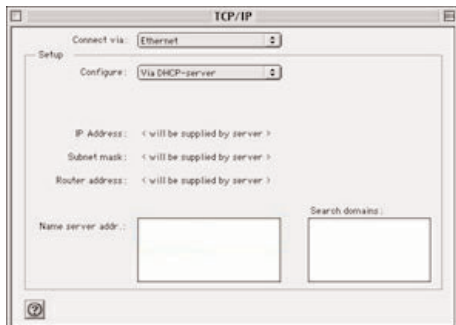 TCP/IP
Connect via: Ethernet
Setup
Configure: Via DHCP-server
IP Address: < will be supplied by server >
Subnet mask: < will be supplied by server >
Router address: < will be supplied by server >
Search domains:
Name server addr.:
?